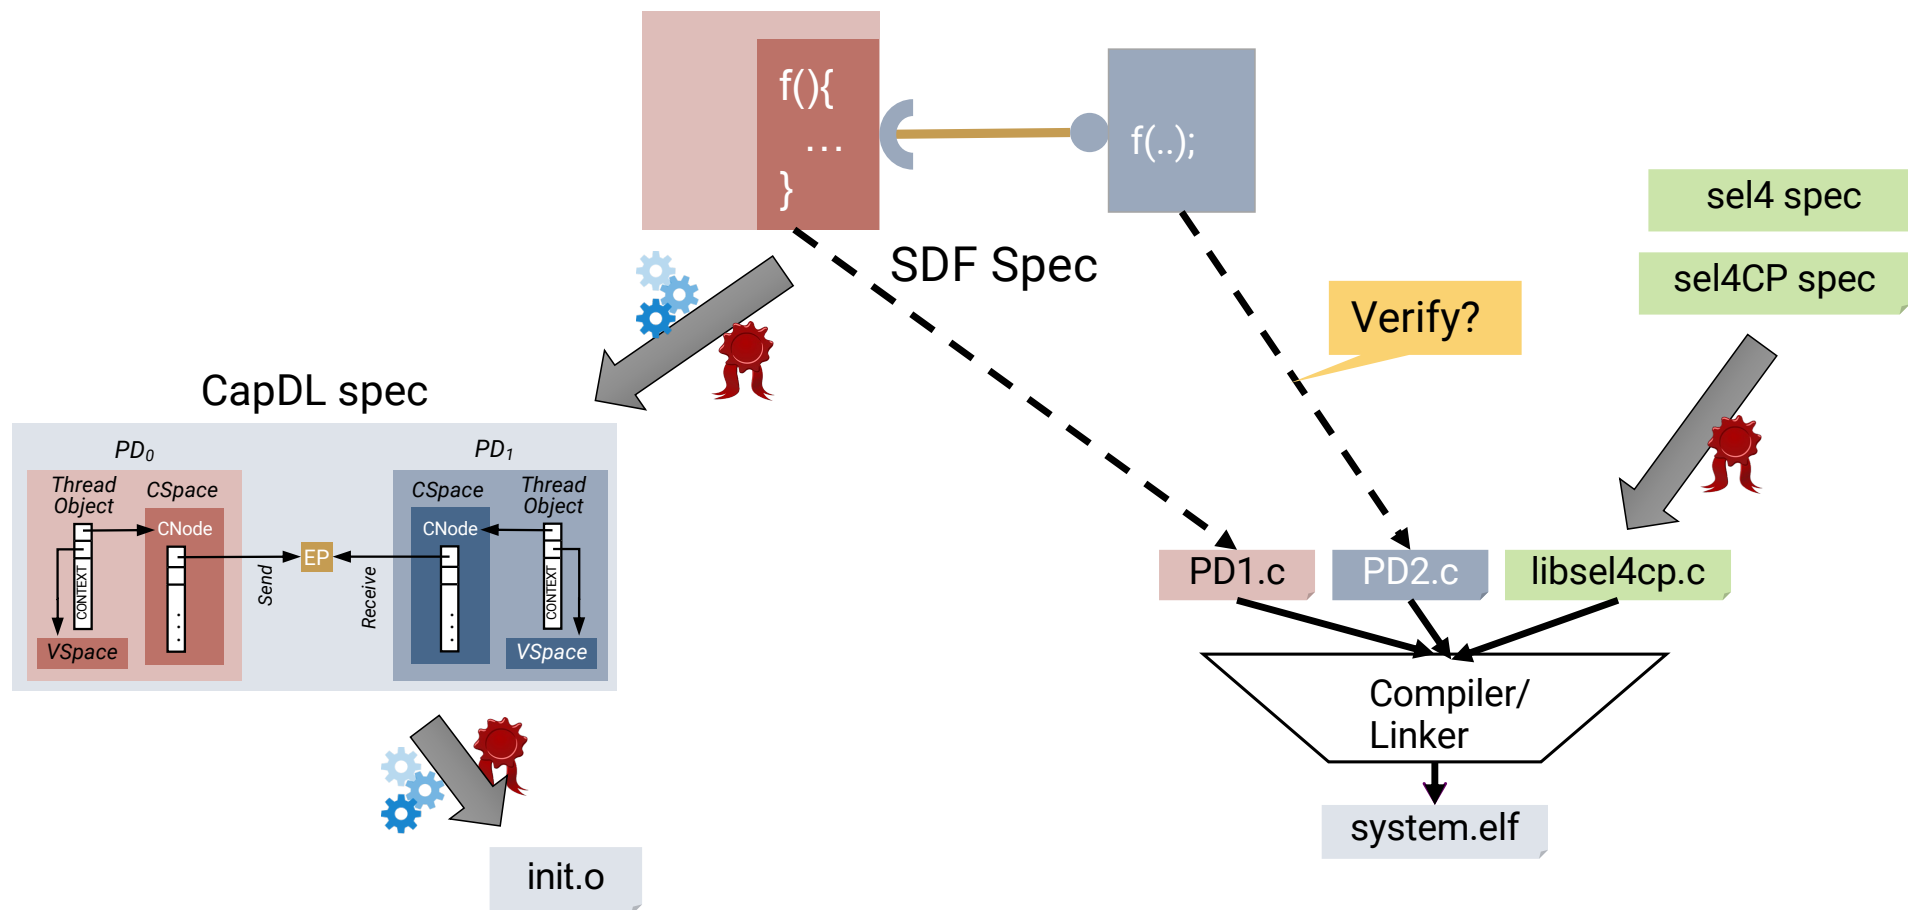 f(){
...
}
f(..);
SDF Spec
sel4 spec
sel4CP spec
Verify?
CapDL spec
PD0
PD1
Thread
Object
CSpace
CSpace
Thread
Object
CNode
CNode
EP
CONTEXT
CONTEXT
Send
Receive
VSpace
VSpace
PD1.c
PD2.c
libsel4cp.c
Compiler/
Linker
system.elf
init.o